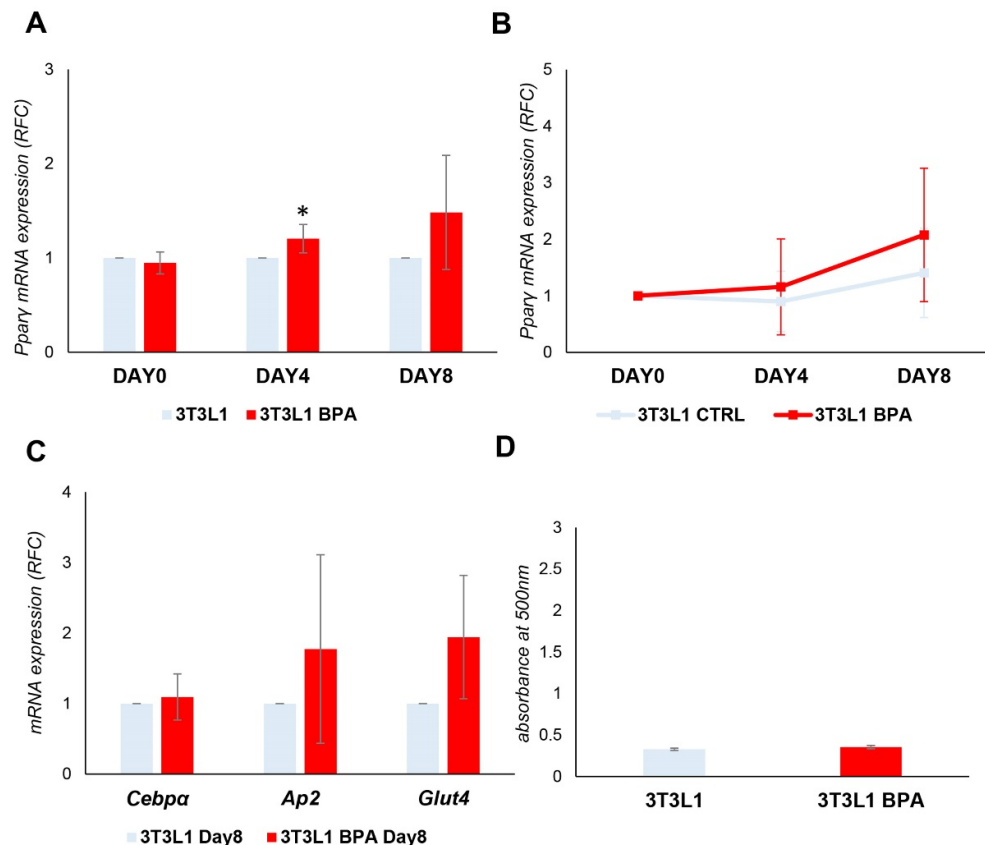 A
Ppary mRNA expression (RFC)
3
2
1
0
*
DAY0 DAY4 DAY8
3T3L1 3T3L1 BPA
B
Ppary mRNA expression (RFC)
5
4
3
2
1
0
DAY0 DAY4 DAY8
3T3L1 CTRL 3T3L1 BPA
C
mRNA expression (RFC)
4
3
2
1
0
Cebpα Ap2 Glut4
3T3L1 Day8 3T3L1 BPA Day8
D
absorbance at 500nm
3
2.5
2
1.5
1
0.5
0
3T3L1 3T3L1 BPA